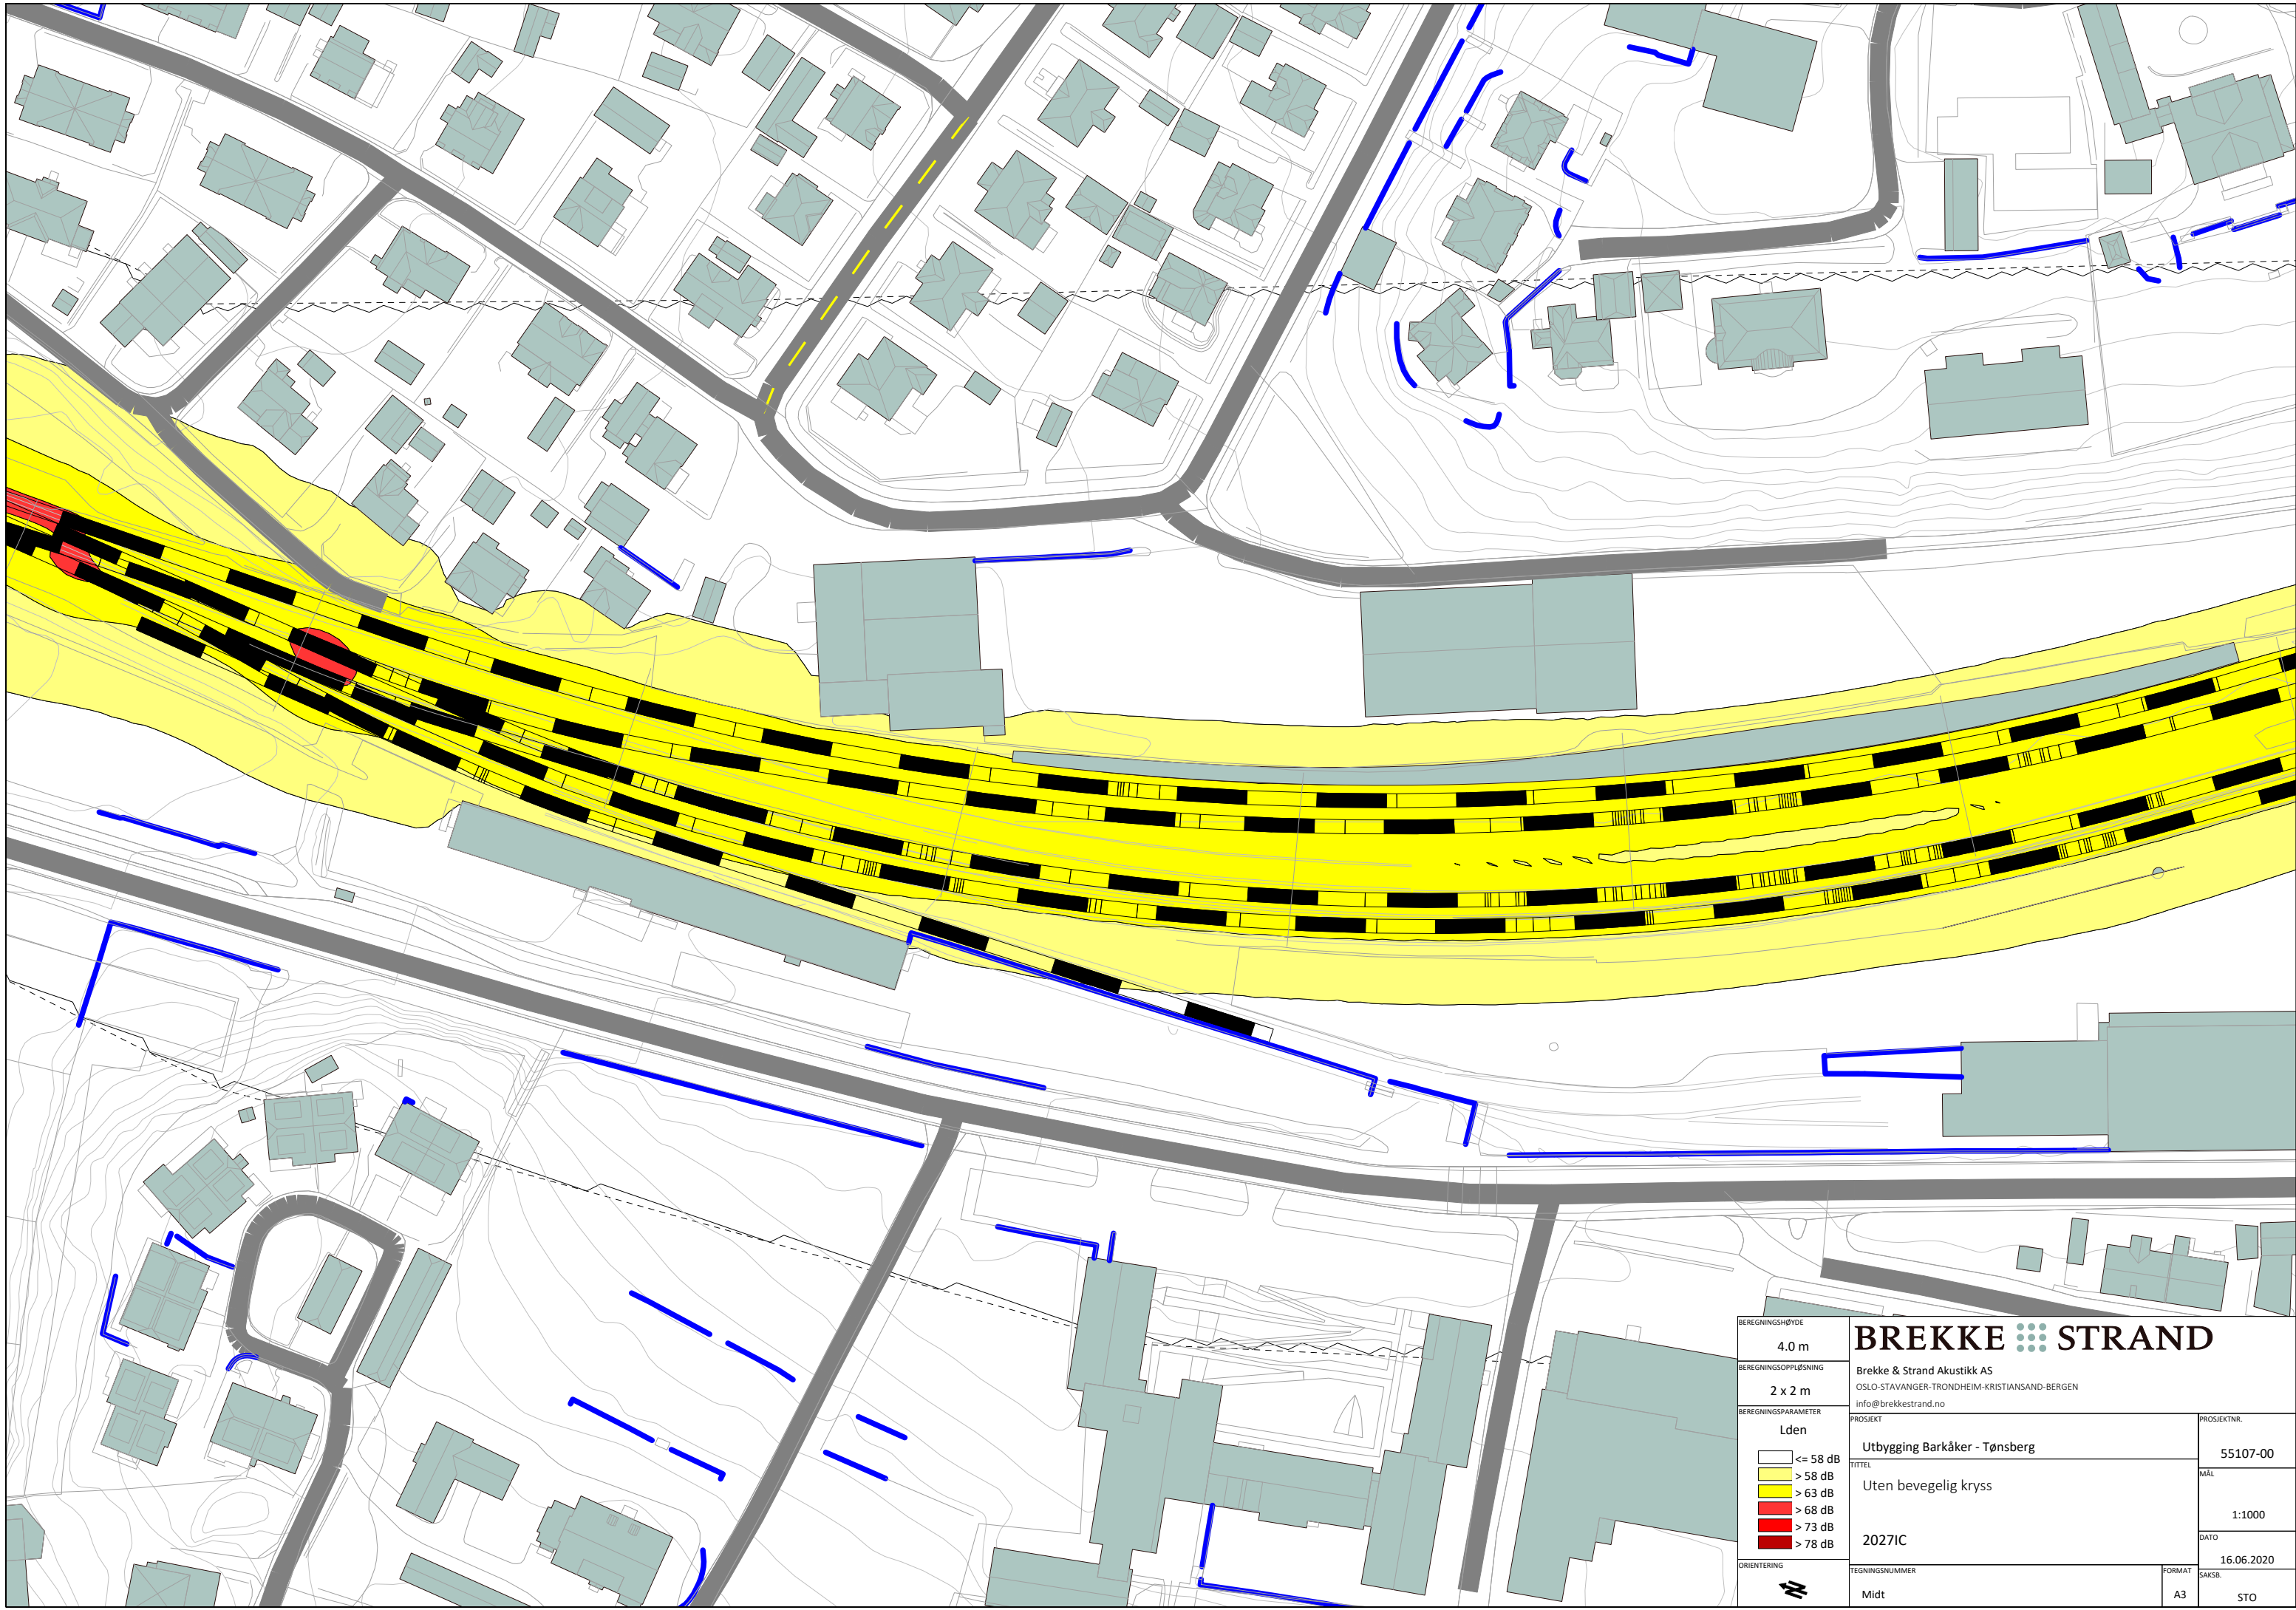 BEREGNINGSHØYDE
4.0 m
BEREGNINGSOPPLØSNING
2 x 2 m
BEREGNINGSPARAMETER
Lden
<= 58 dB
> 58 dB
> 63 dB
> 68 dB
> 73 dB
> 78 dB
ORIENTERING
N
BREKKE STRAND
Brekke & Strand Akustikk AS
OSLO-STAVANGER-TRONDHEIM-KRISTIANSAND-BERGEN
info@brekkestrand.no
PROSJEKT
Utbygging Barkåker - Tønsberg
PROSJEKTNR.
55107-00
TITTEL
Uten bevegelig kryss
2027IC
MÅL
1:1000
DATO
16.06.2020
TEGNINGSNUMMER
Midt
FORMAT
A3
SAKSB.
STO